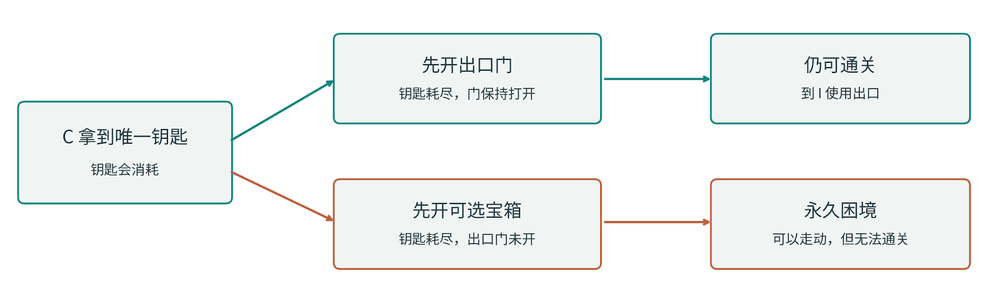 C 拿到唯一钥匙
钥匙会消耗
先开出口门
钥匙耗尽，门保持打开
仍可通关
到 I 使用出口
先开可选宝箱
钥匙耗尽，出口门未开
永久困境
可以走动，但无法通关